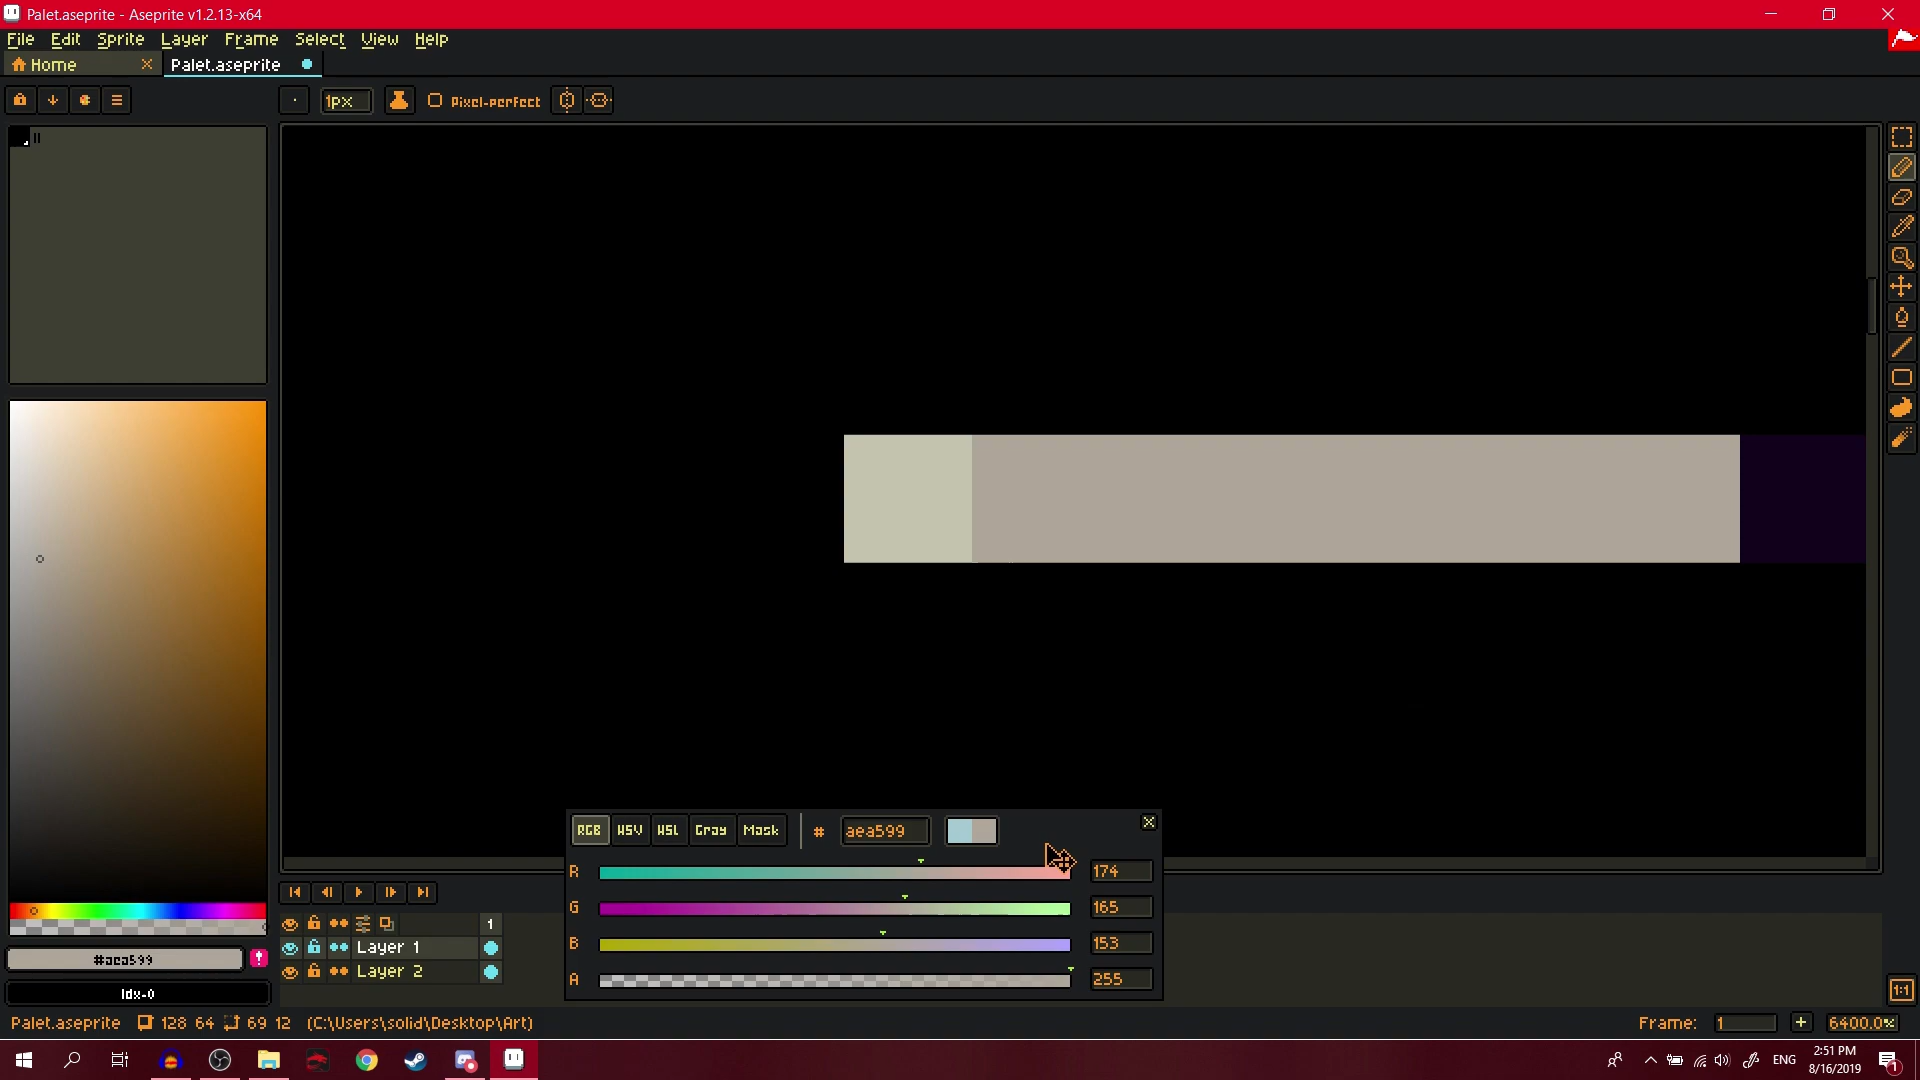 Palet.aseprite - Aseprite v1.2.13-x64
File Edit Sprite Layer Frame Select View Help
Home
Palet.aseprite
1px
Pixel-perfect
RGB HSV HSL Gray Mask # aea599
R 174
G 165
B 153
A 255
1
Layer 1
Layer 2
#aea599
Idx-0
Palet.aseprite 128 64 69 12 (C:\Users\solid\Desktop\Art)
Frame: 1 + 6400.0%
1:1
ENG
2:51 PM
8/16/2019
1